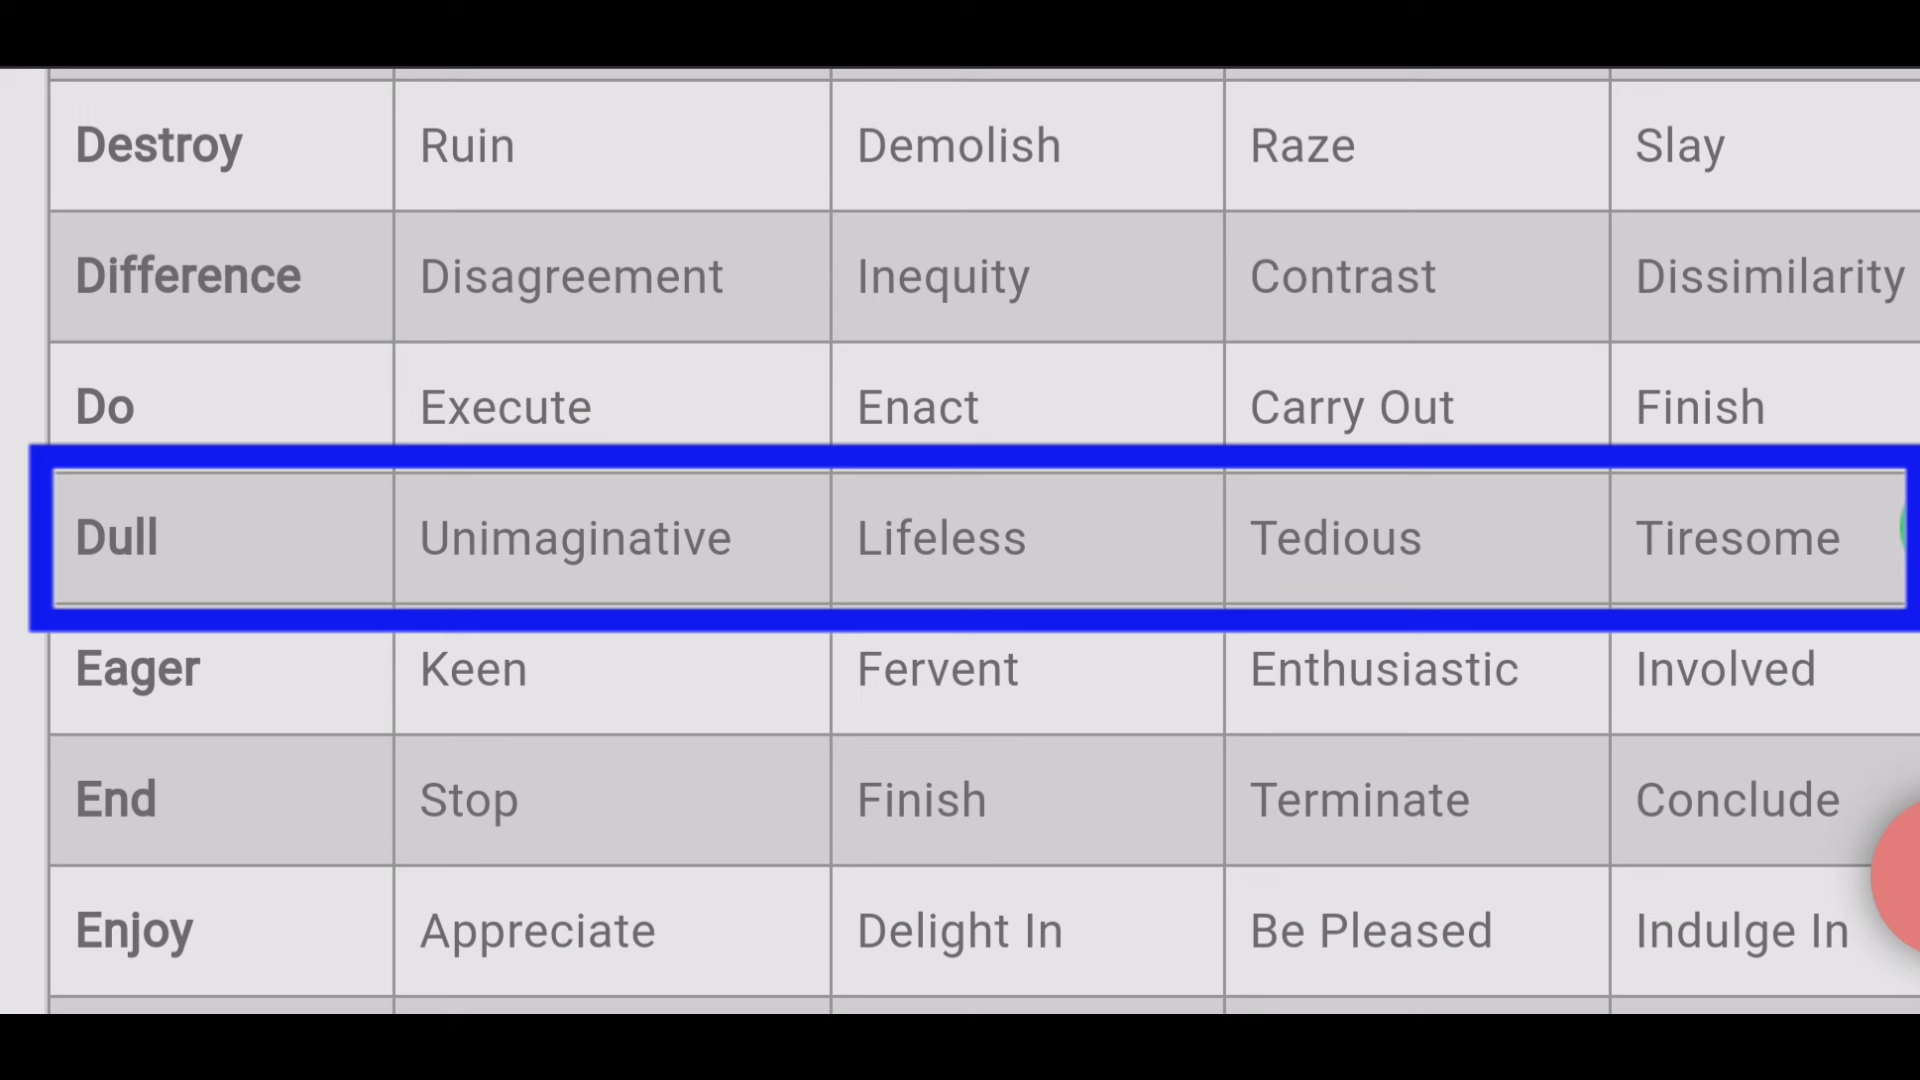 Destroy Ruin Demolish Raze Slay
Difference Disagreement Inequity Contrast Dissimilarity
Do Execute Enact Carry Out Finish
Dull Unimaginative Lifeless Tedious Tiresome
Eager Keen Fervent Enthusiastic Involved
End Stop Finish Terminate Conclude
Enjoy Appreciate Delight In Be Pleased Indulge In